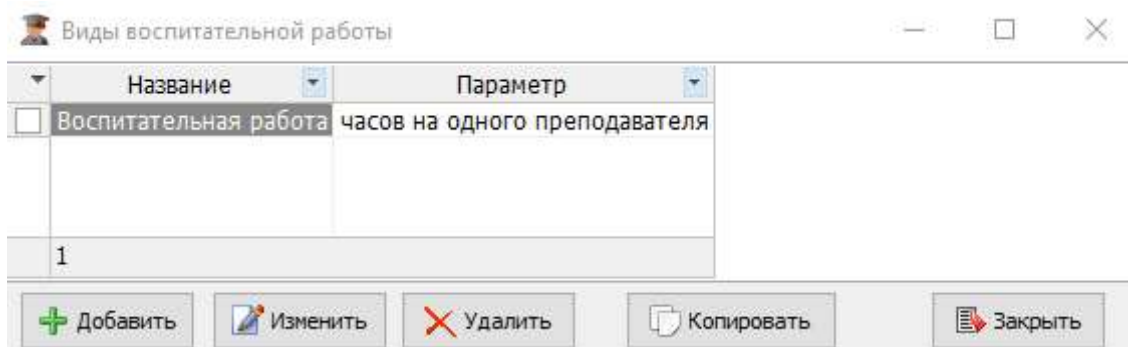 Виды воспитательной работы
Название Параметр
Воспитательная работа часов на одного преподавателя
1
Добавить Изменить Удалить Копировать Закрыть